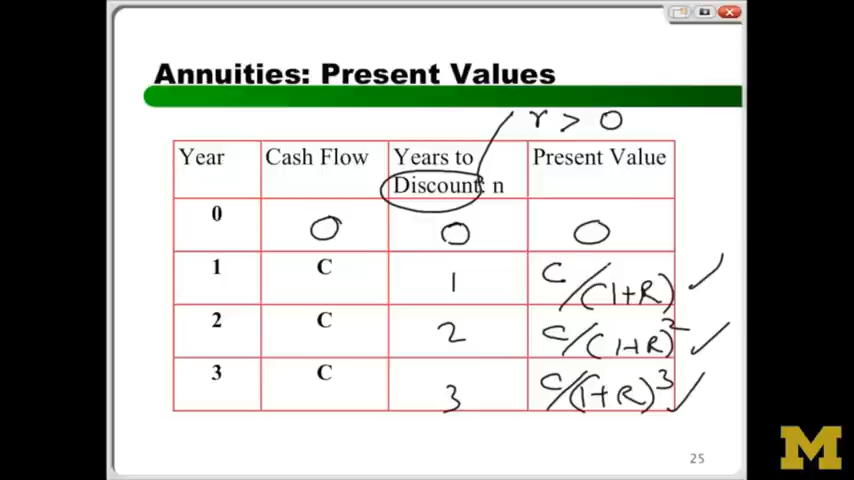 Annuities: Present Values
r > 0
Year Cash Flow Years to Discount: n Present Value
0 0 0 0
1 C 1 C/(1+R) ✓
2 C 2 C/(1+R)² ✓
3 C 3 C/(1+R)³ ✓
M
25